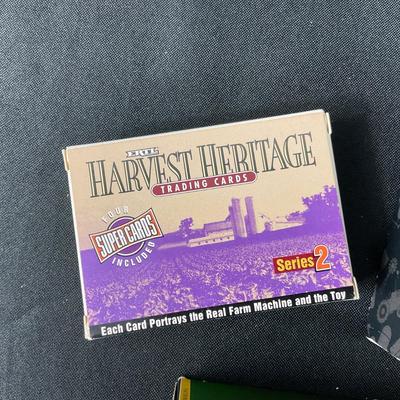 ERTL
HARVEST HERITAGE
TRADING CARDS
FOUR
SUPER CARDS
INCLUDED
Series 2
Each Card Portrays the Real Farm Machine and the Toy